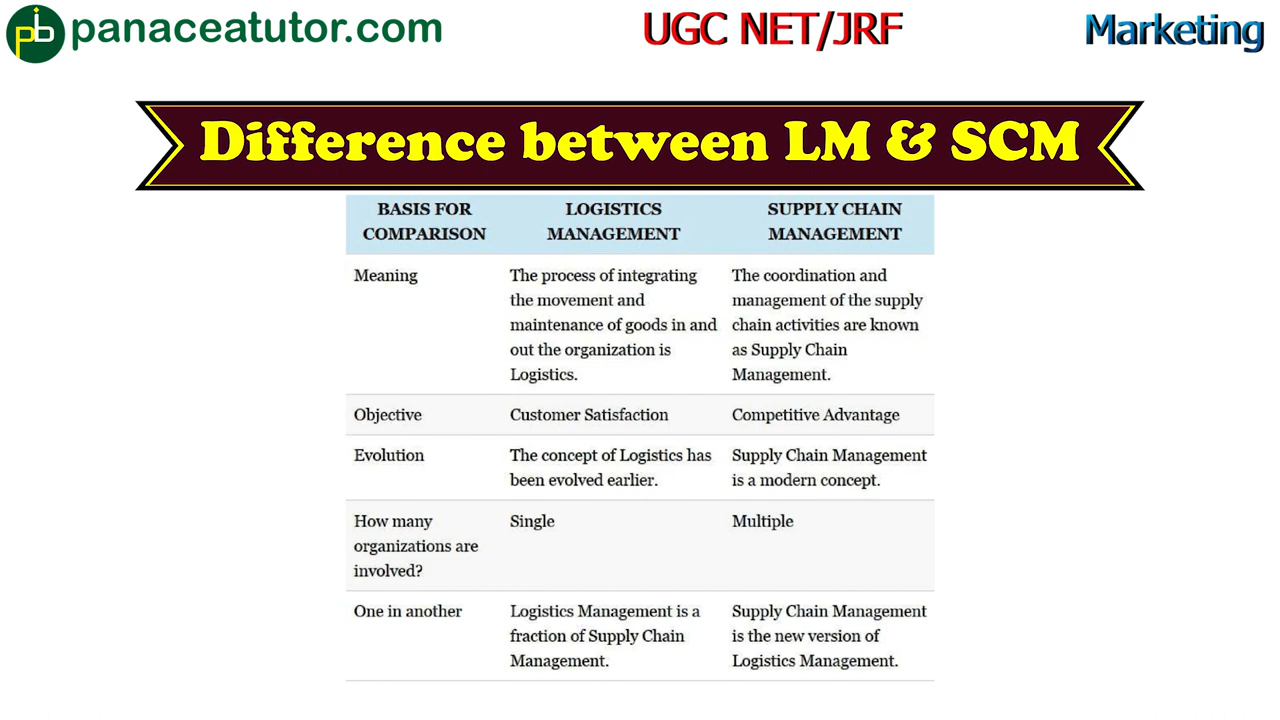 pb panaceatutor.com
UGC NET/JRF
Marketing
Difference between LM & SCM
BASIS FOR COMPARISON
LOGISTICS MANAGEMENT
SUPPLY CHAIN MANAGEMENT
Meaning
The process of integrating
the movement and
maintenance of goods in and
out the organization is
Logistics.
The coordination and
management of the supply
chain activities are known
as Supply Chain
Management.
Objective
Customer Satisfaction
Competitive Advantage
Evolution
The concept of Logistics has
been evolved earlier.
Supply Chain Management
is a modern concept.
How many
organizations are
involved?
Single
Multiple
One in another
Logistics Management is a
fraction of Supply Chain
Management.
Supply Chain Management
is the new version of
Logistics Management.